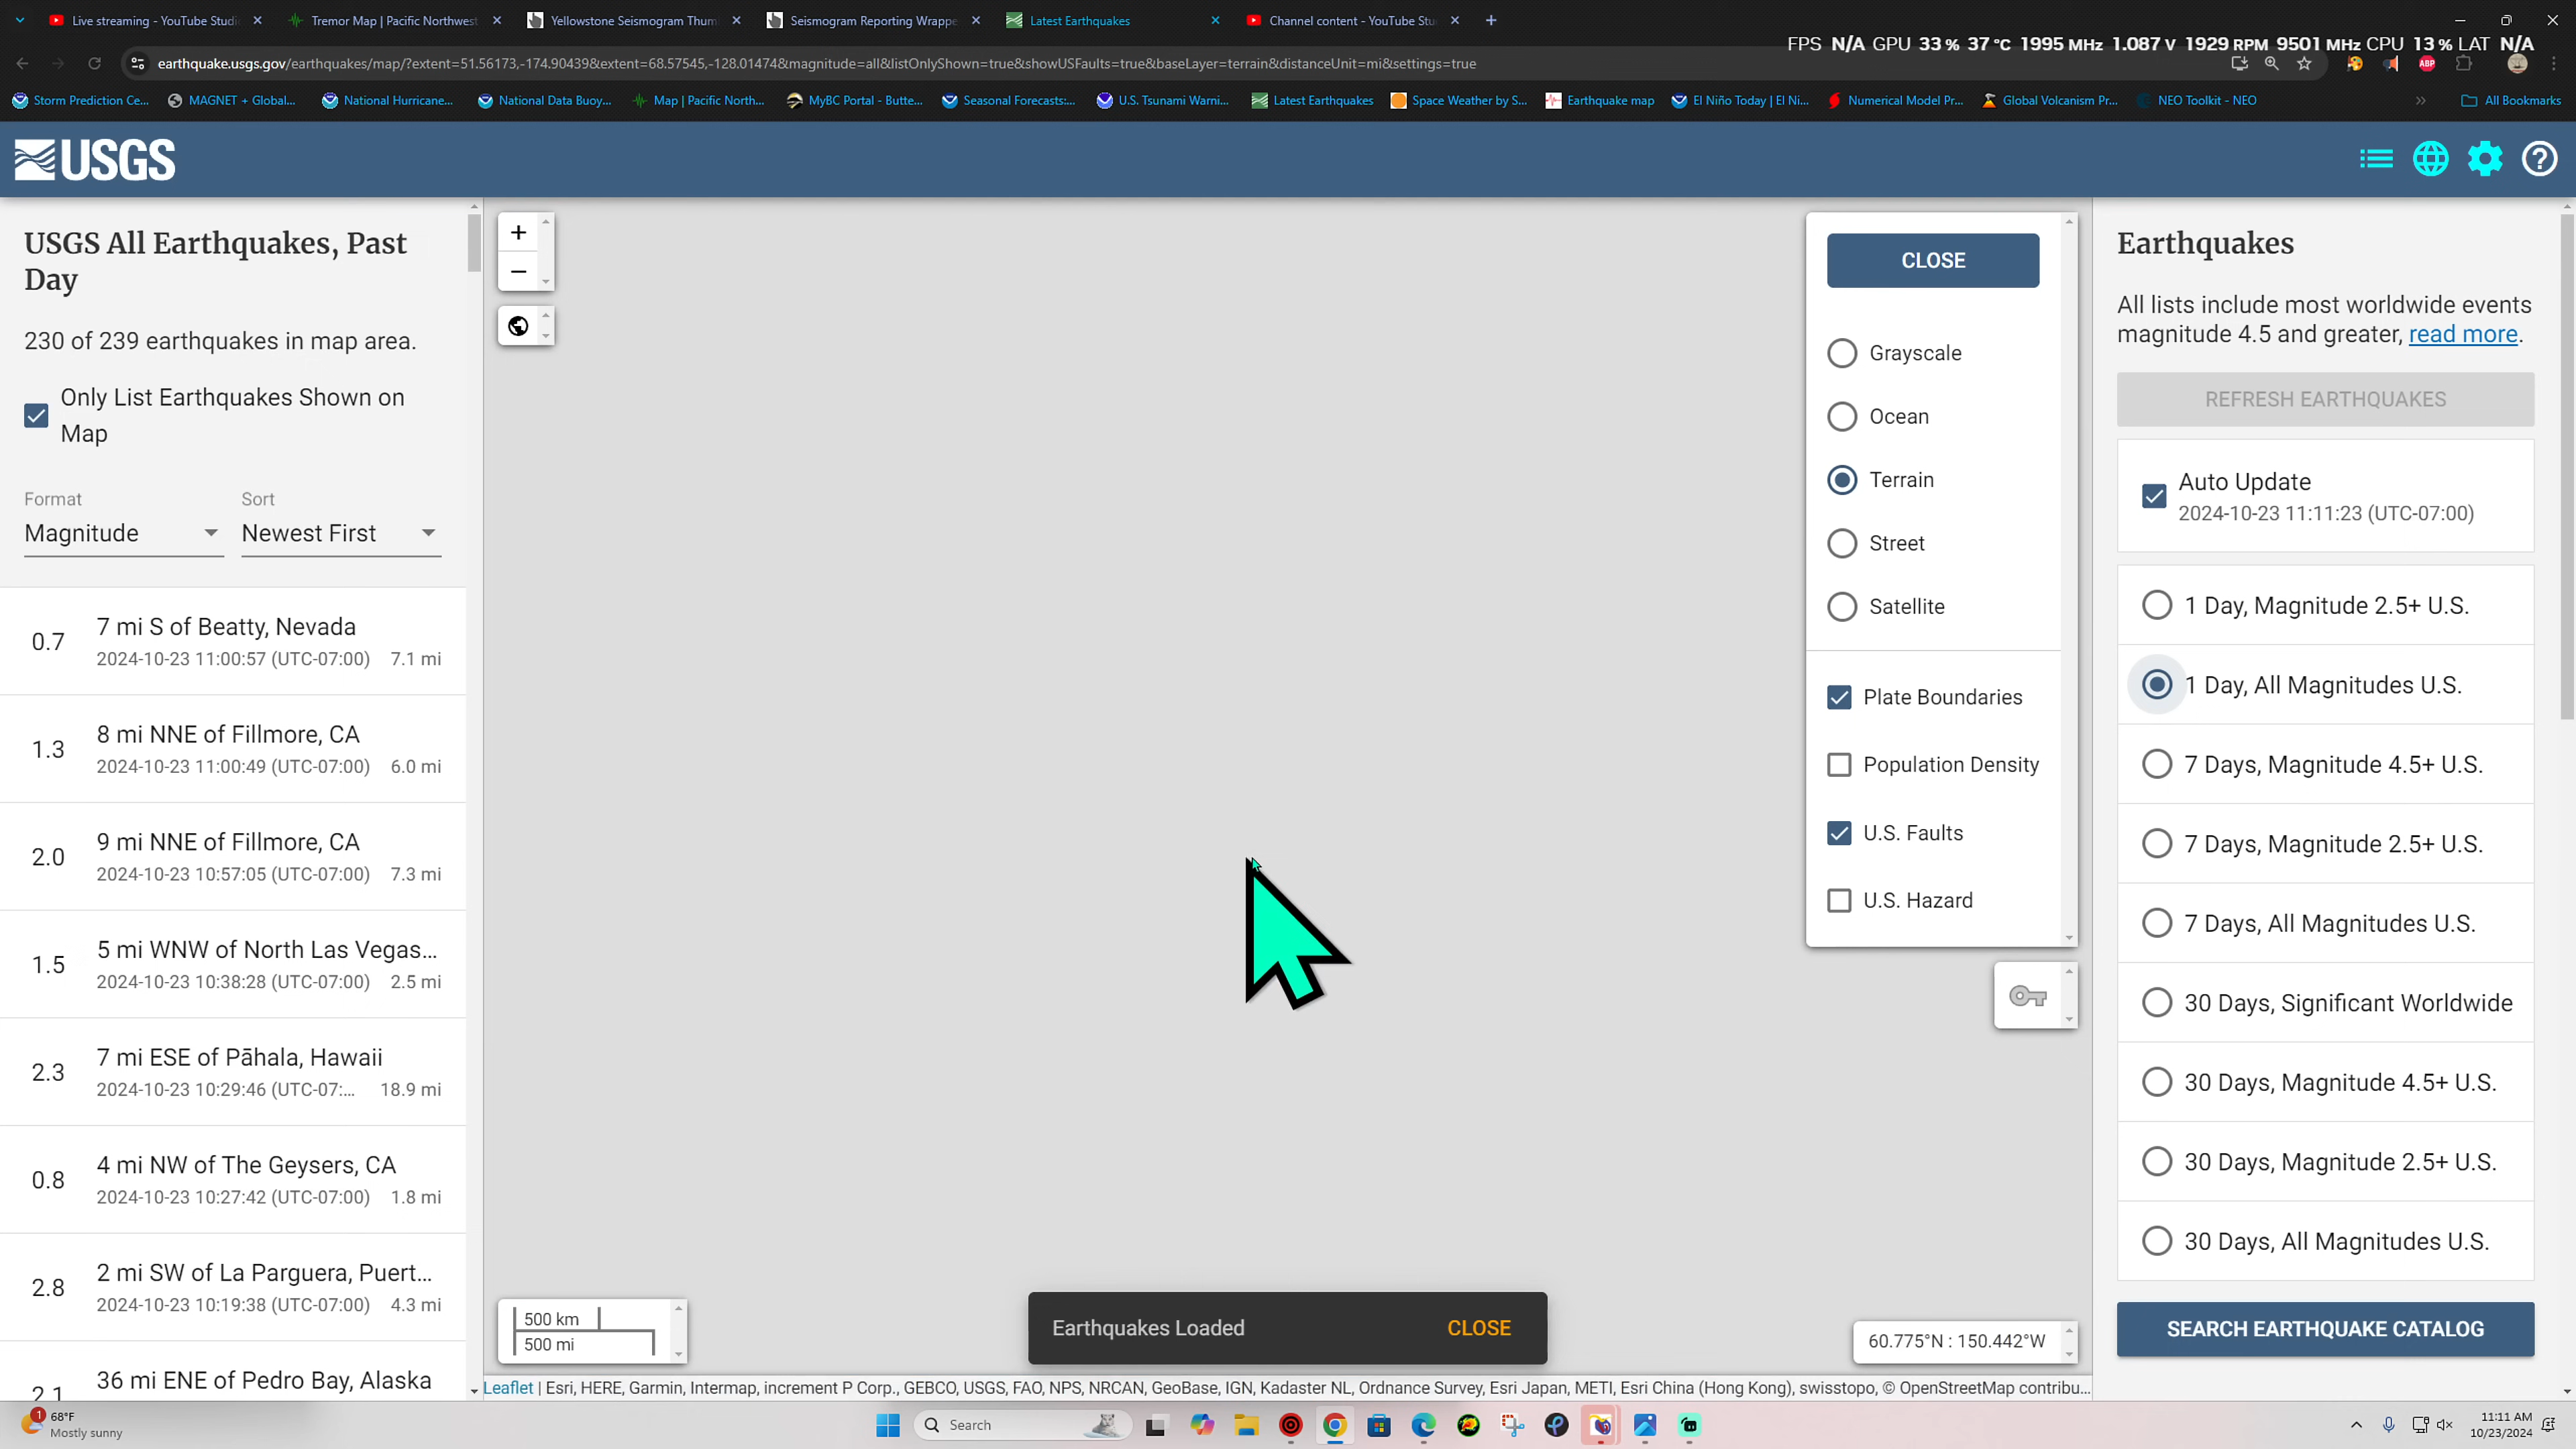 Live streaming - YouTube Studi
Tremor Map | Pacific Northwest
Yellowstone Seismogram Thum
Seismogram Reporting Wrappe
Latest Earthquakes
Channel content - YouTube Stu
FPS N/A GPU 33 % 37 °C 1995 MHz 1.087 V 1929 RPM 9501 MHz CPU 13 % LAT N/A
earthquake.usgs.gov/earthquakes/map/?extent=51.56173,-174.90439&extent=68.57545,-128.01474&magnitude=all&listOnlyShown=true&showUSFaults=true&baseLayer=terrain&distanceUnit=mi&settings=true
ABP
Storm Prediction Ce...
MAGNET + Global...
National Hurricane...
National Data Buoy...
Map | Pacific North...
MyBC Portal - Butte...
Seasonal Forecasts:...
U.S. Tsunami Warni...
Latest Earthquakes
Space Weather by S...
Earthquake map
El Niño Today | El Ni...
Numerical Model Pr...
Global Volcanism Pr...
NEO Toolkit - NEO
All Bookmarks
USGS
USGS All Earthquakes, Past
Day
230 of 239 earthquakes in map area.
Only List Earthquakes Shown on
Map
Format
Sort
Magnitude
Newest First
0.7
7 mi S of Beatty, Nevada
2024-10-23 11:00:57 (UTC-07:00) 7.1 mi
1.3
8 mi NNE of Fillmore, CA
2024-10-23 11:00:49 (UTC-07:00) 6.0 mi
2.0
9 mi NNE of Fillmore, CA
2024-10-23 10:57:05 (UTC-07:00) 7.3 mi
1.5
5 mi WNW of North Las Vegas...
2024-10-23 10:38:28 (UTC-07:00) 2.5 mi
2.3
7 mi ESE of Pāhala, Hawaii
2024-10-23 10:29:46 (UTC-07:... 18.9 mi
0.8
4 mi NW of The Geysers, CA
2024-10-23 10:27:42 (UTC-07:00) 1.8 mi
2.8
2 mi SW of La Parguera, Puert...
2024-10-23 10:19:38 (UTC-07:00) 4.3 mi
2.1
36 mi ENE of Pedro Bay, Alaska
+
−
CLOSE
Grayscale
Ocean
Terrain
Street
Satellite
Plate Boundaries
Population Density
U.S. Faults
U.S. Hazard
500 km
500 mi
Earthquakes Loaded
CLOSE
60.775°N : 150.442°W
Leaflet | Esri, HERE, Garmin, Intermap, increment P Corp., GEBCO, USGS, FAO, NPS, NRCAN, GeoBase, IGN, Kadaster NL, Ordnance Survey, Esri Japan, METI, Esri China (Hong Kong), swisstopo, © OpenStreetMap contribu...
Earthquakes
All lists include most worldwide events
magnitude 4.5 and greater, read more.
REFRESH EARTHQUAKES
Auto Update
2024-10-23 11:11:23 (UTC-07:00)
1 Day, Magnitude 2.5+ U.S.
1 Day, All Magnitudes U.S.
7 Days, Magnitude 4.5+ U.S.
7 Days, Magnitude 2.5+ U.S.
7 Days, All Magnitudes U.S.
30 Days, Significant Worldwide
30 Days, Magnitude 4.5+ U.S.
30 Days, Magnitude 2.5+ U.S.
30 Days, All Magnitudes U.S.
SEARCH EARTHQUAKE CATALOG
1
68°F
Mostly sunny
Search
11:11 AM
10/23/2024